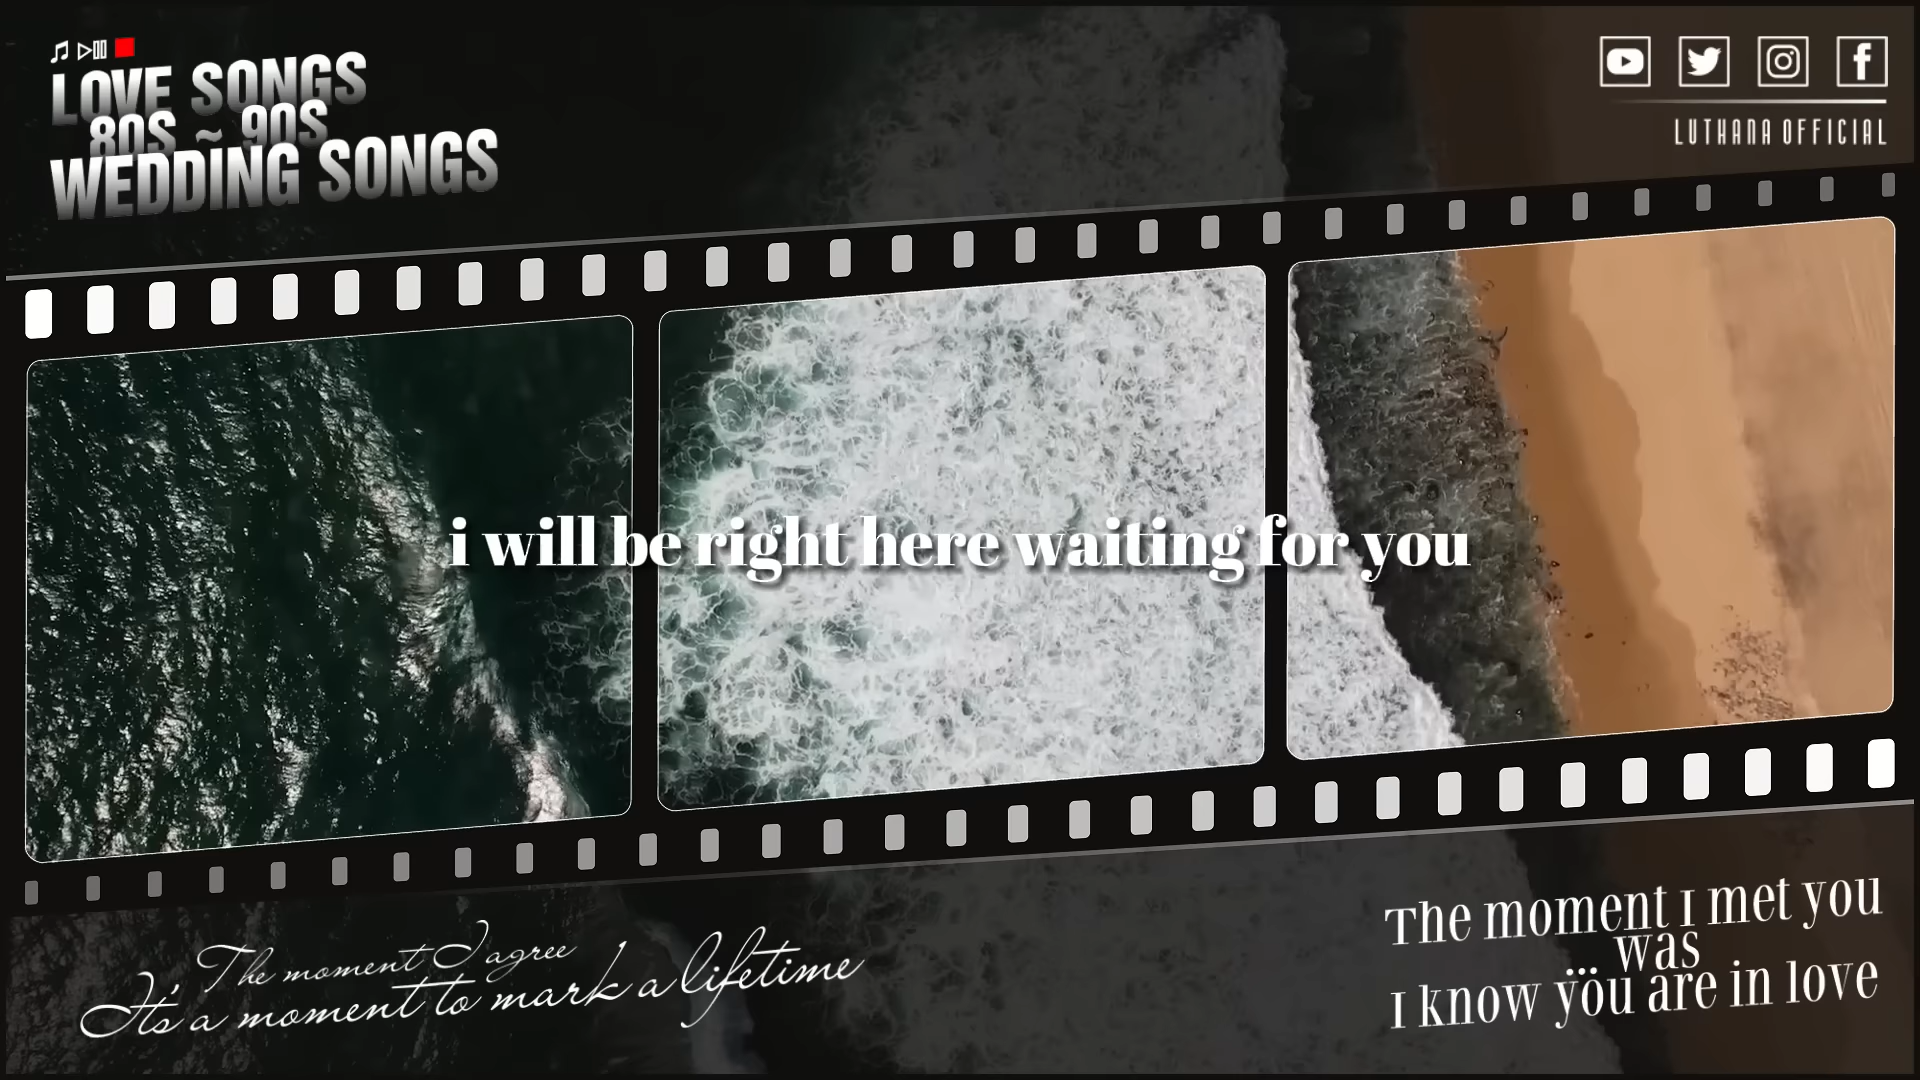 LOVE SONGS
80S ~ 90S
WEDDING SONGS
LUTHANA OFFICIAL
i will be right here waiting for you
The moment I agree
It's a moment to mark a lifetime
The moment I met you
was
I know yöu are in love